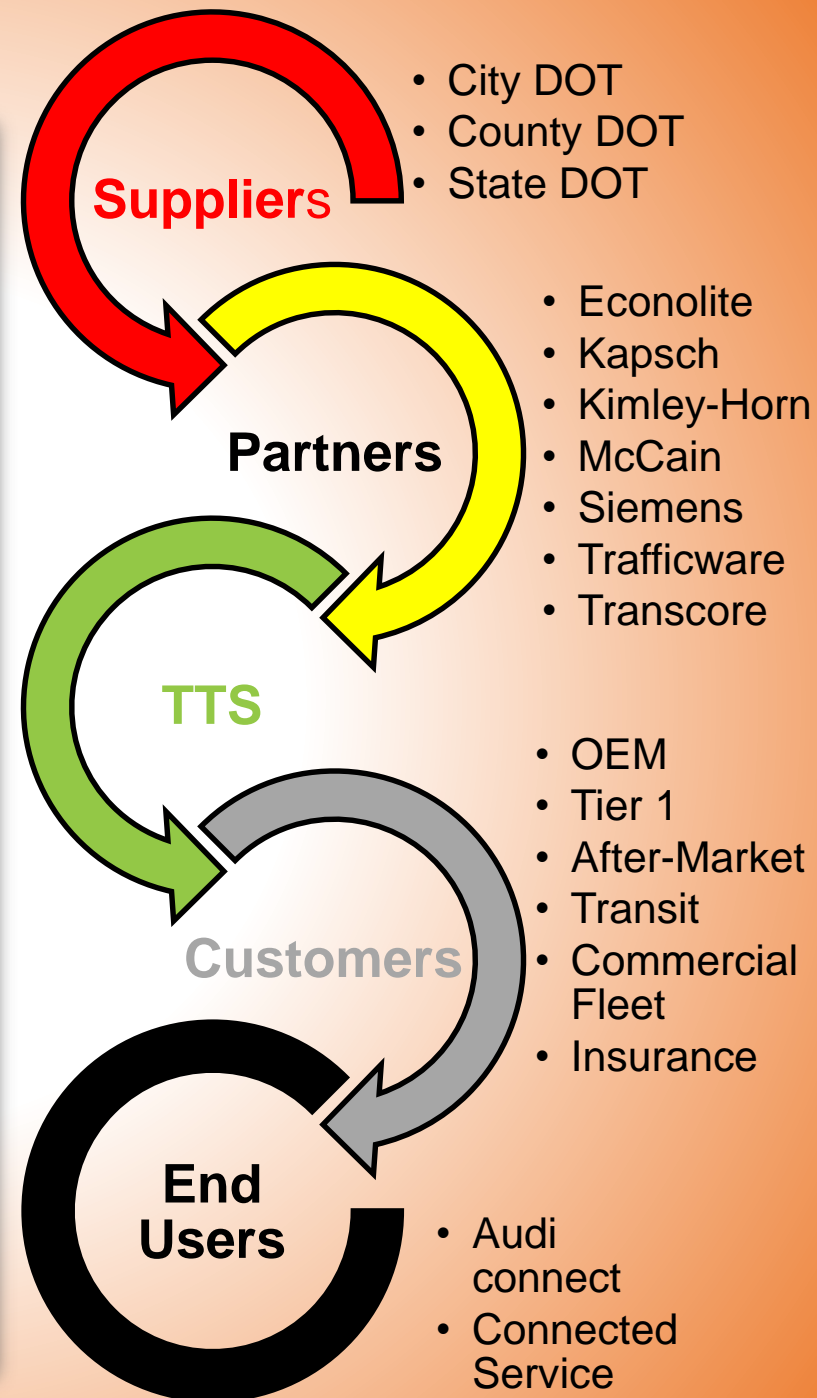 Suppliers
• City DOT
• County DOT
• State DOT
Partners
• Econolite
• Kapsch
• Kimley-Horn
• McCain
• Siemens
• Trafficware
• Transcore
TTS
Customers
• OEM
• Tier 1
• After-Market
• Transit
• Commercial
Fleet
• Insurance
End
Users
• Audi
connect
• Connected
Service